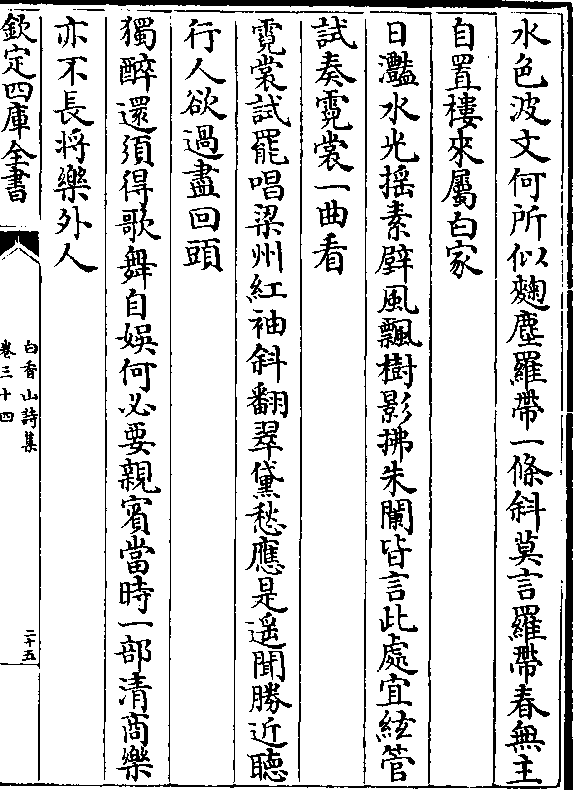 水色波文何所似麴塵羅帶一條斜莫言羅帶春無主
自置樓來屬白家
日灩水光搖素壁風飄樹影拂朱闌皆言此處宜絃管
試奏霓裳一曲看
霓裳試罷唱梁州紅袖斜翻翠黛愁應是遥聞勝近聽
行人欲過盡回頭
獨醉還須得歌舞自娛何必要親賓當時一部清商樂
亦不長將樂外人
欽定四庫全書
白香山詩集
卷三十四
二十五